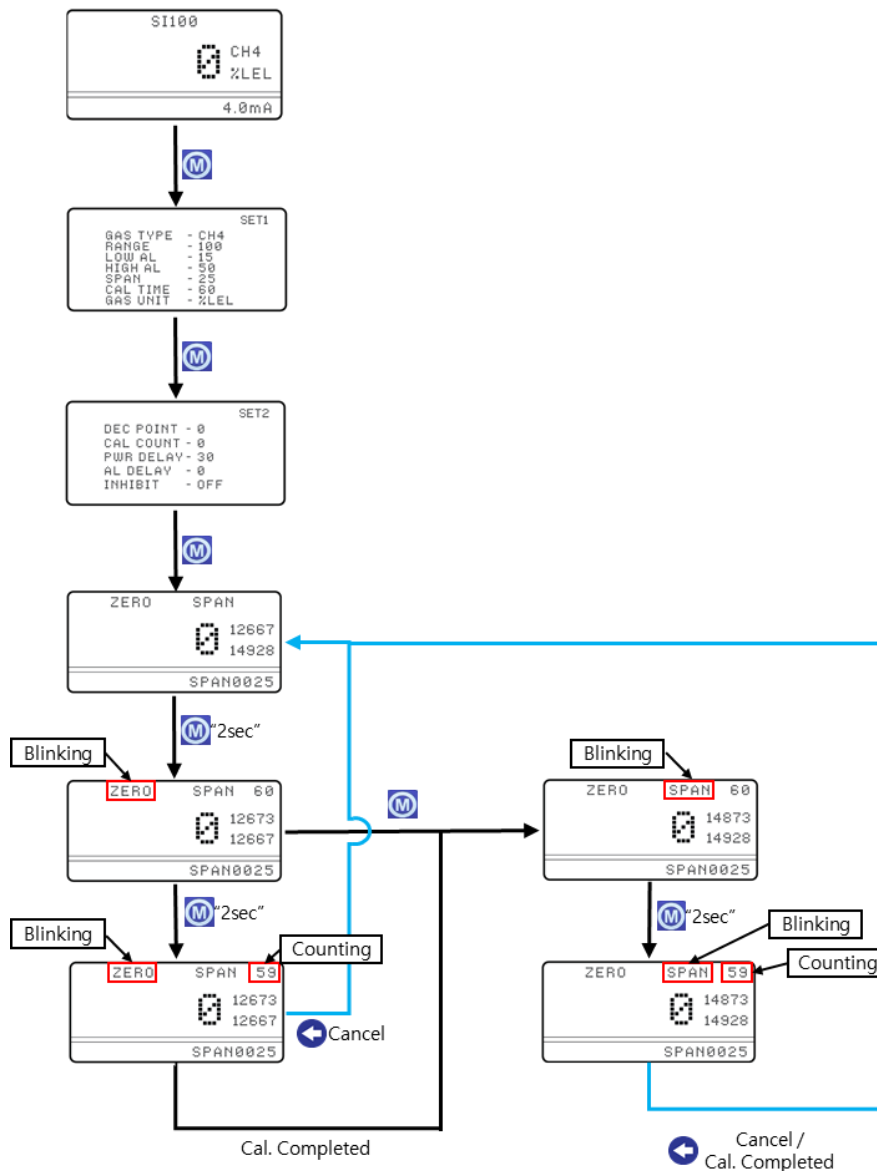 SI100
0 CH4
%LEL
4.0mA
M
SET1
GAS TYPE - CH4
RANGE - 100
LOW AL - 15
HIGH AL - 50
SPAN - 25
CAL TIME - 60
GAS UNIT - %LEL
M
SET2
DEC POINT - 0
CAL COUNT - 0
PWR DELAY - 30
AL DELAY - 0
INHIBIT - OFF
M
ZERO SPAN
0 12667
14928
SPAN0025
M "2sec"
Blinking
ZERO SPAN 60
0 12673
12667
SPAN0025
M
Blinking
ZERO SPAN 60
0 14873
14928
SPAN0025
M "2sec"
Blinking
Counting
ZERO SPAN 59
0 12673
12667
SPAN0025
Cancel
Cal. Completed
M "2sec"
Blinking
Counting
ZERO SPAN 59
0 14873
14928
SPAN0025
Cancel /
Cal. Completed